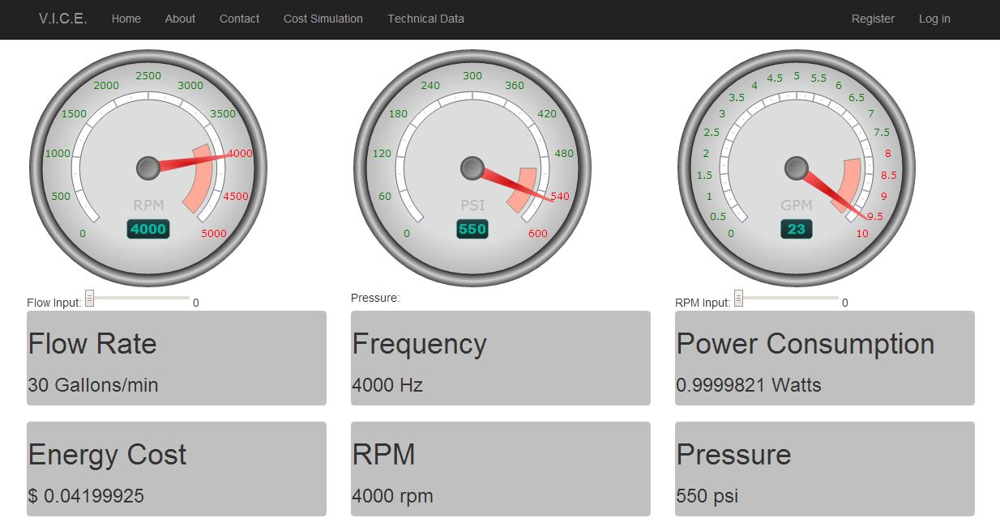 V.I.C.E. Home About Contact Cost Simulation Technical Data Register Log in
0 500 1000 1500 2000 2500 3000 3500 4000 4500 5000
RPM
4000
0 60 120 180 240 300 360 420 480 540 600
PSI
550
0 0.5 1 1.5 2 2.5 3 3.5 4 4.5 5 5.5 6 6.5 7 7.5 8 8.5 9 9.5 10
GPM
23
Flow Input: 0
Pressure:
RPM Input: 0
Flow Rate
30 Gallons/min
Frequency
4000 Hz
Power Consumption
0.9999821 Watts
Energy Cost
$ 0.04199925
RPM
4000 rpm
Pressure
550 psi